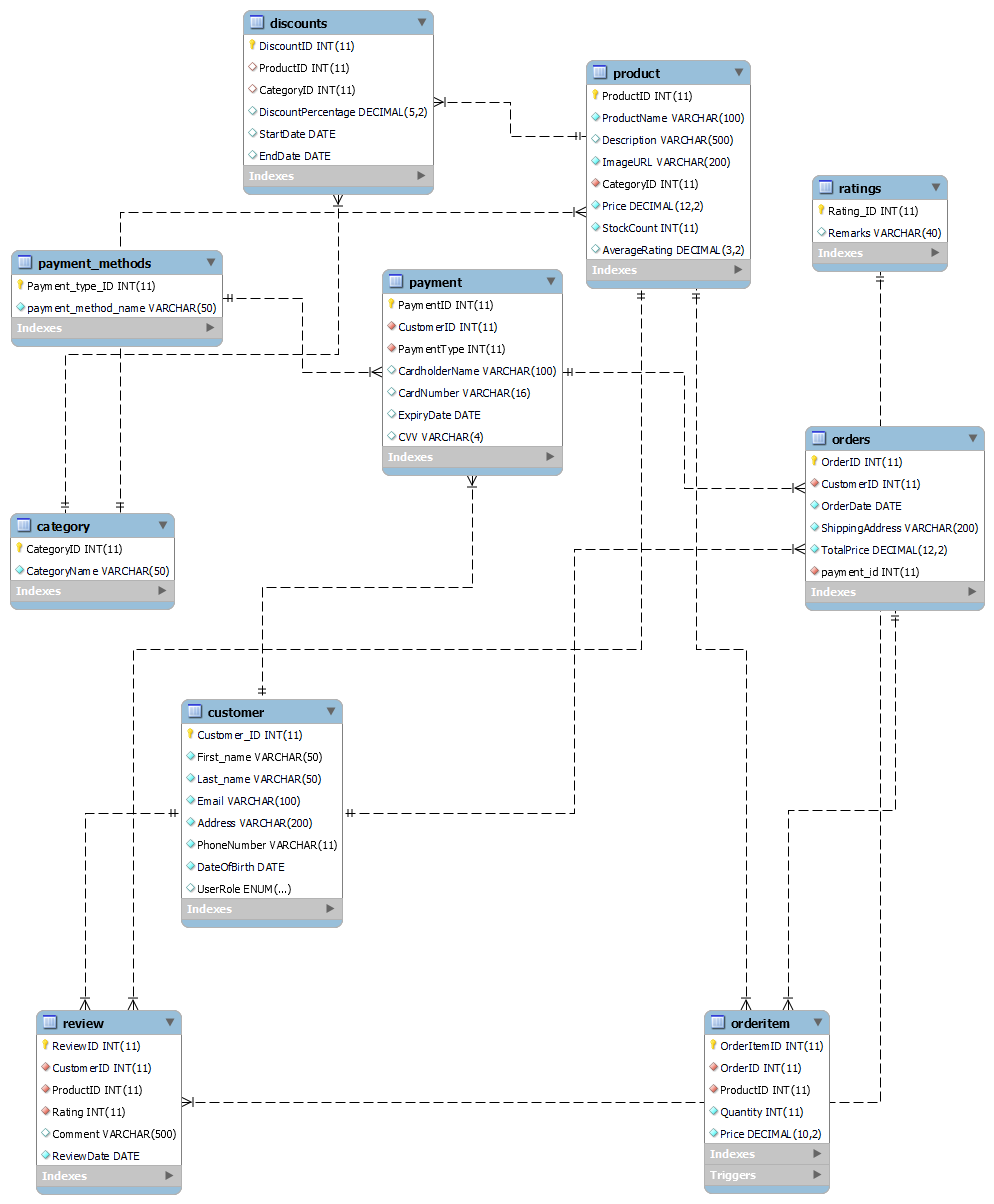 discounts
DiscountID INT(11)
ProductID INT(11)
CategoryID INT(11)
DiscountPercentage DECIMAL(5,2)
StartDate DATE
EndDate DATE
Indexes
product
ProductID INT(11)
ProductName VARCHAR(100)
Description VARCHAR(500)
ImageURL VARCHAR(200)
CategoryID INT(11)
Price DECIMAL(12,2)
StockCount INT(11)
AverageRating DECIMAL(3,2)
Indexes
ratings
Rating_ID INT(11)
Remarks VARCHAR(40)
Indexes
payment_methods
Payment_type_ID INT(11)
payment_method_name VARCHAR(50)
Indexes
payment
PaymentID INT(11)
CustomerID INT(11)
PaymentType INT(11)
CardholderName VARCHAR(100)
CardNumber VARCHAR(16)
ExpiryDate DATE
CVV VARCHAR(4)
Indexes
orders
OrderID INT(11)
CustomerID INT(11)
OrderDate DATE
ShippingAddress VARCHAR(200)
TotalPrice DECIMAL(12,2)
payment_id INT(11)
Indexes
category
CategoryID INT(11)
CategoryName VARCHAR(50)
Indexes
customer
Customer_ID INT(11)
First_name VARCHAR(50)
Last_name VARCHAR(50)
Email VARCHAR(100)
Address VARCHAR(200)
PhoneNumber VARCHAR(11)
DateOfBirth DATE
UserRole ENUM(...)
Indexes
review
ReviewID INT(11)
CustomerID INT(11)
ProductID INT(11)
Rating INT(11)
Comment VARCHAR(500)
ReviewDate DATE
Indexes
orderitem
OrderItemID INT(11)
OrderID INT(11)
ProductID INT(11)
Quantity INT(11)
Price DECIMAL(10,2)
Indexes
Triggers